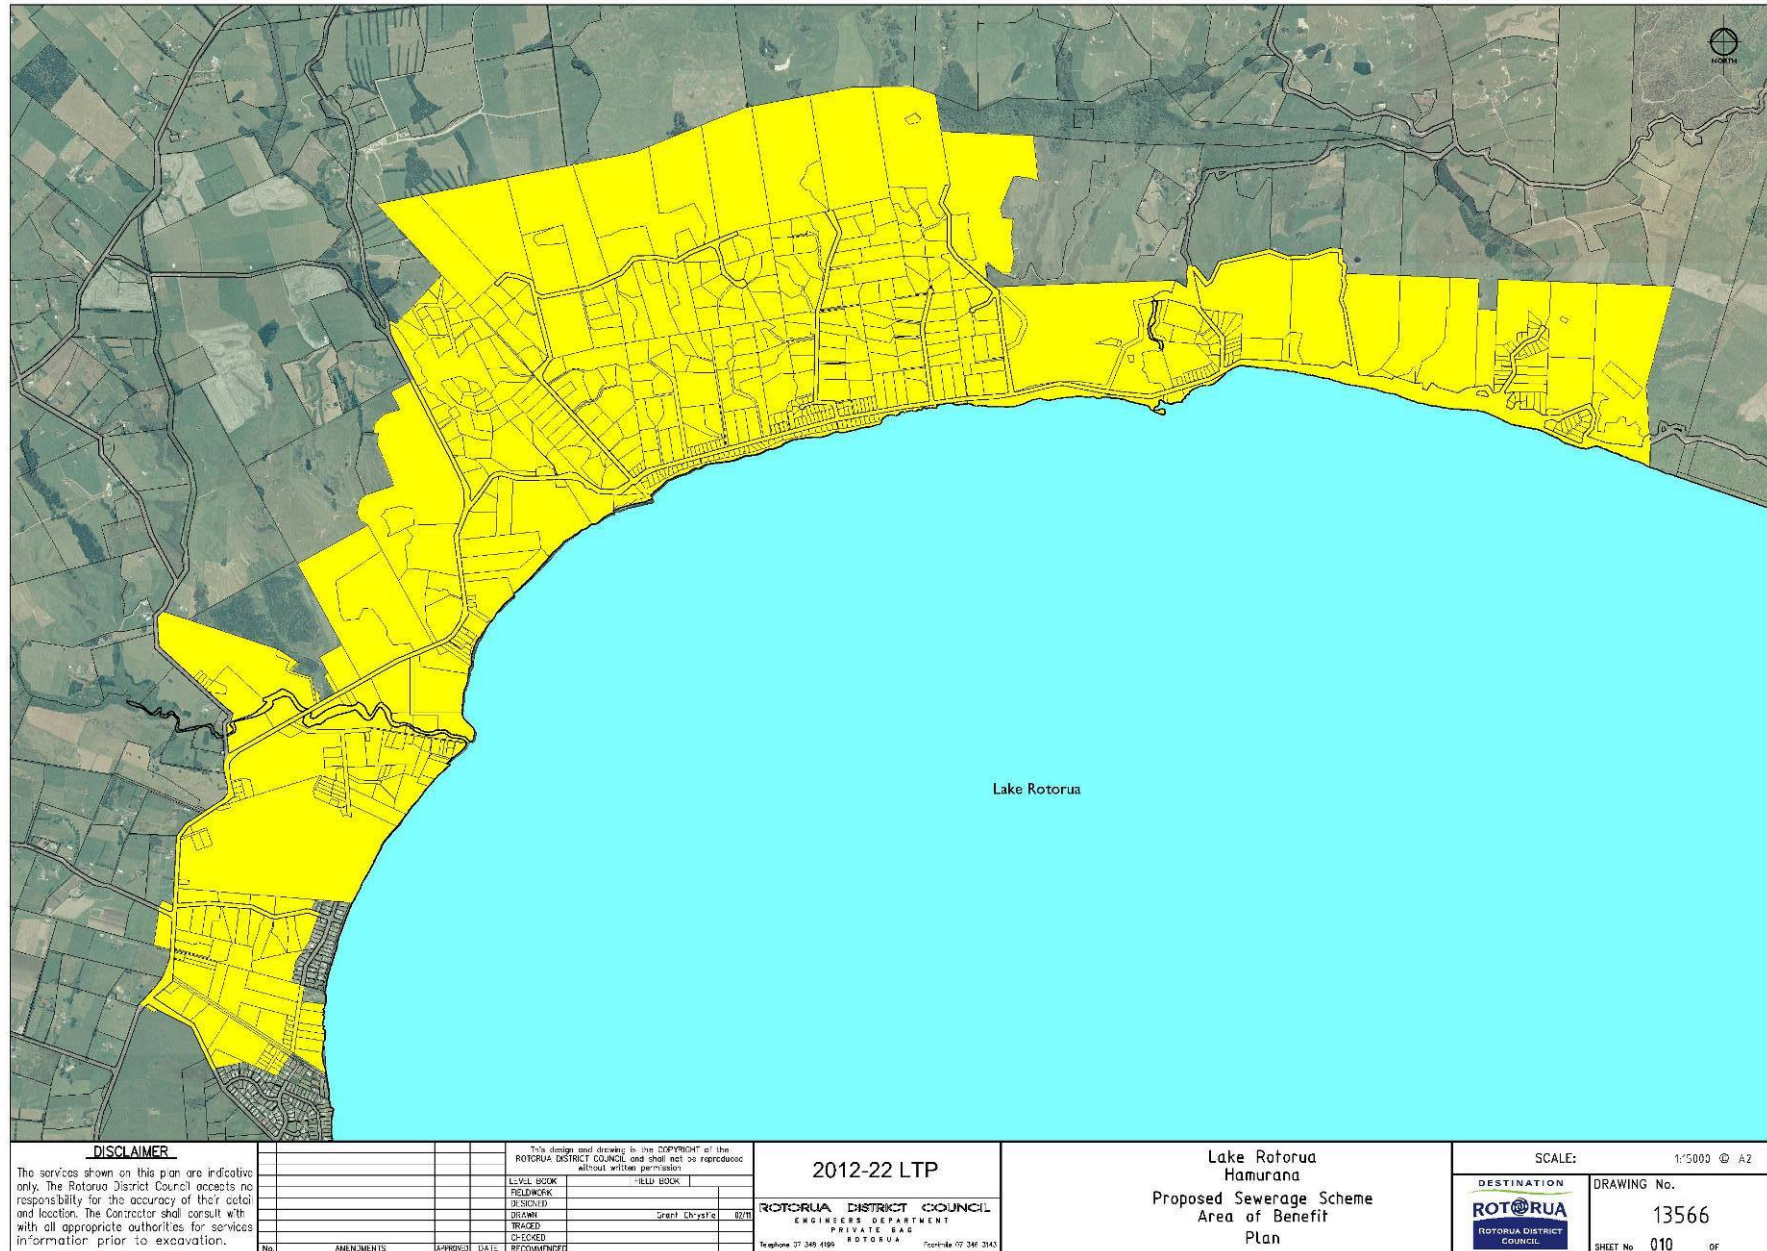 NORTH
Lake Rotorua
DISCLAIMER
The services shown on this plan are indicative
only. The Rotorua District Council accepts no
responsibility for the accuracy of their detail
and location. The Contractor shall consult with
with all appropriate authorities for services
information prior to excavation.
No.
AMENDMENTS
APPROVED
DATE
This design and drawing is the COPYRIGHT of the
ROTORUA DISTRICT COUNCIL and shall not be reproduced
without written permission
LEVEL BOOK
FIELD BOOK
FIELDWORK
DESIGNED
DRAWN Grant Chrystie 02/11
TRACED
CHECKED
RECOMMENDED
2012-22 LTP
ROTORUA DISTRICT COUNCIL
ENGINEERS DEPARTMENT
PRIVATE BAG
ROTORUA
Telephone 07 348 4199 Facsimile 07 346 3143
Lake Rotorua
Hamurana
Proposed Sewerage Scheme
Area of Benefit
Plan
SCALE: 1:15000 @ A2
DESTINATION
ROTORUA
ROTORUA DISTRICT
COUNCIL
DRAWING No.
13566
SHEET No 010 OF